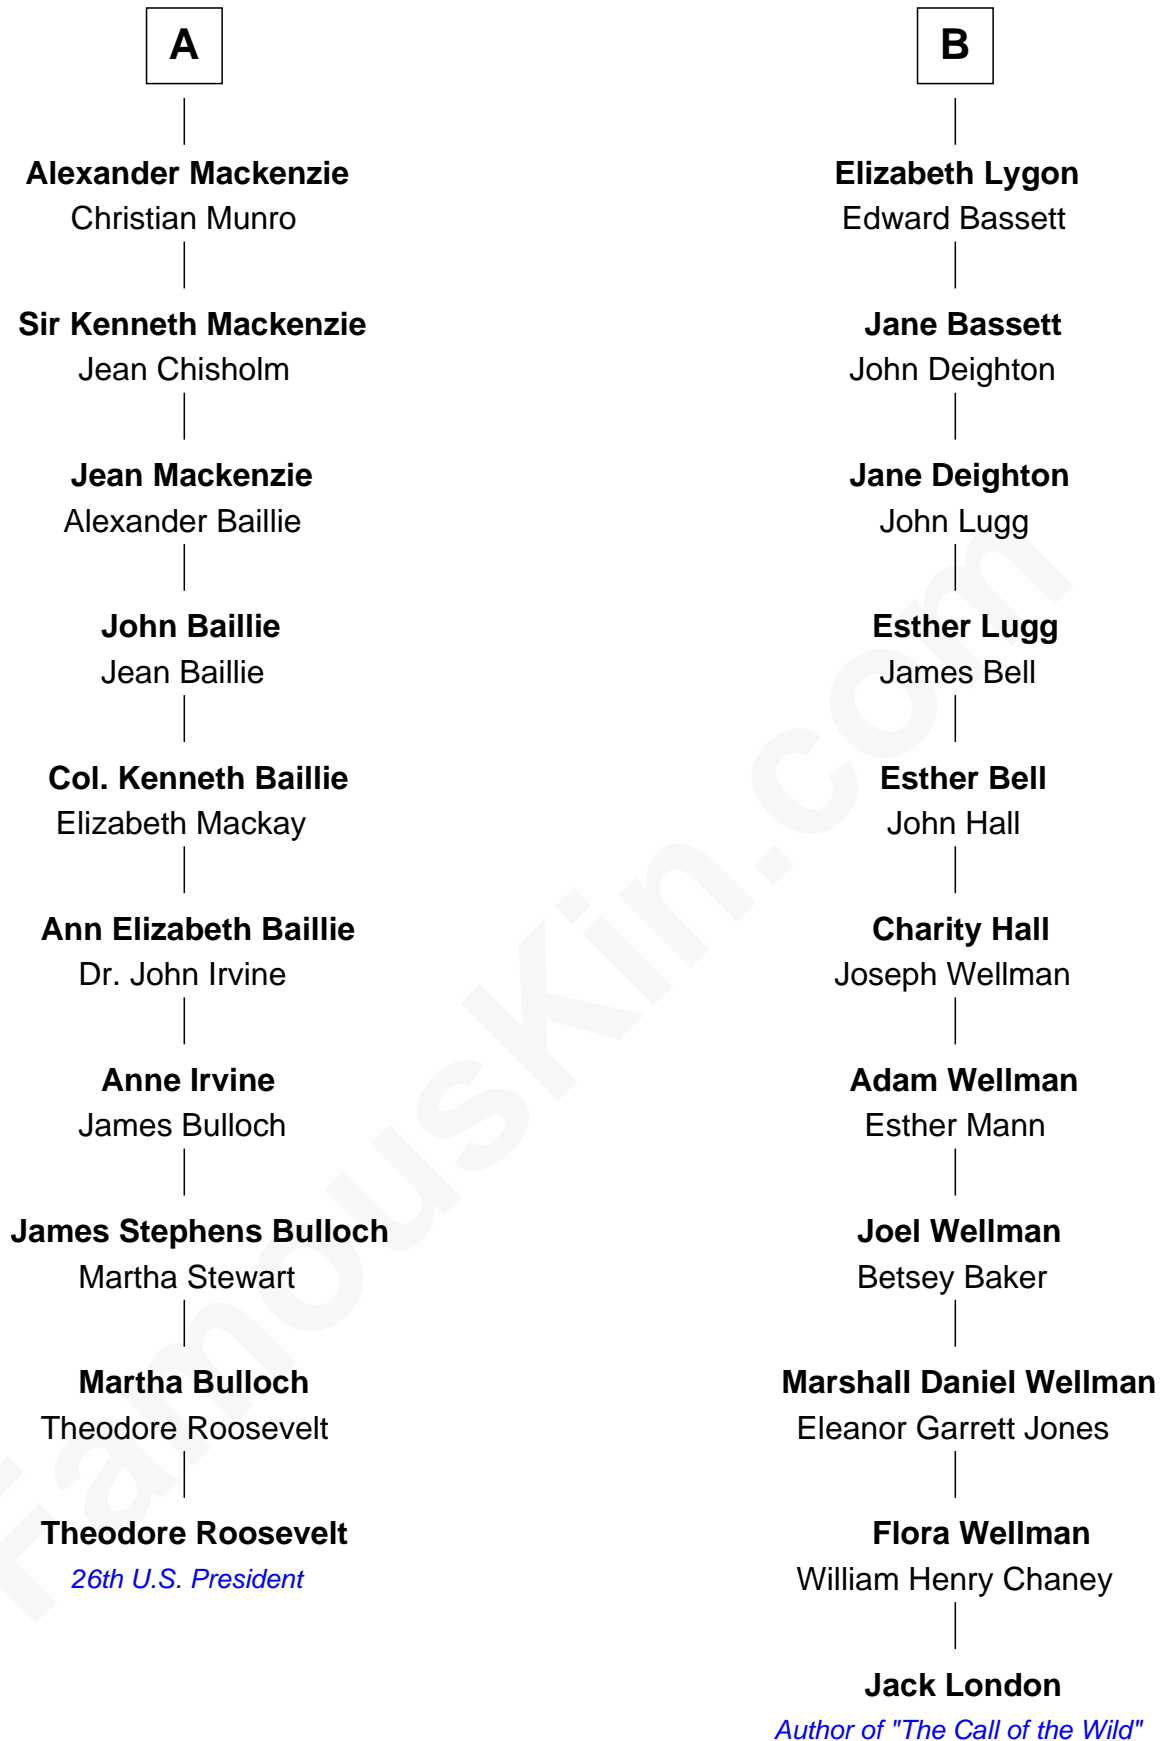 A
Alexander Mackenzie
Christian Munro
Sir Kenneth Mackenzie
Jean Chisholm
Jean Mackenzie
Alexander Baillie
John Baillie
Jean Baillie
Col. Kenneth Baillie
Elizabeth Mackay
Ann Elizabeth Baillie
Dr. John Irvine
Anne Irvine
James Bulloch
James Stephens Bulloch
Martha Stewart
Martha Bulloch
Theodore Roosevelt
Theodore Roosevelt
26th U.S. President
B
Elizabeth Lygon
Edward Bassett
Jane Bassett
John Deighton
Jane Deighton
John Lugg
Esther Lugg
James Bell
Esther Bell
John Hall
Charity Hall
Joseph Wellman
Adam Wellman
Esther Mann
Joel Wellman
Betsey Baker
Marshall Daniel Wellman
Eleanor Garrett Jones
Flora Wellman
William Henry Chaney
Jack London
Author of "The Call of the Wild"
FamousKin.com